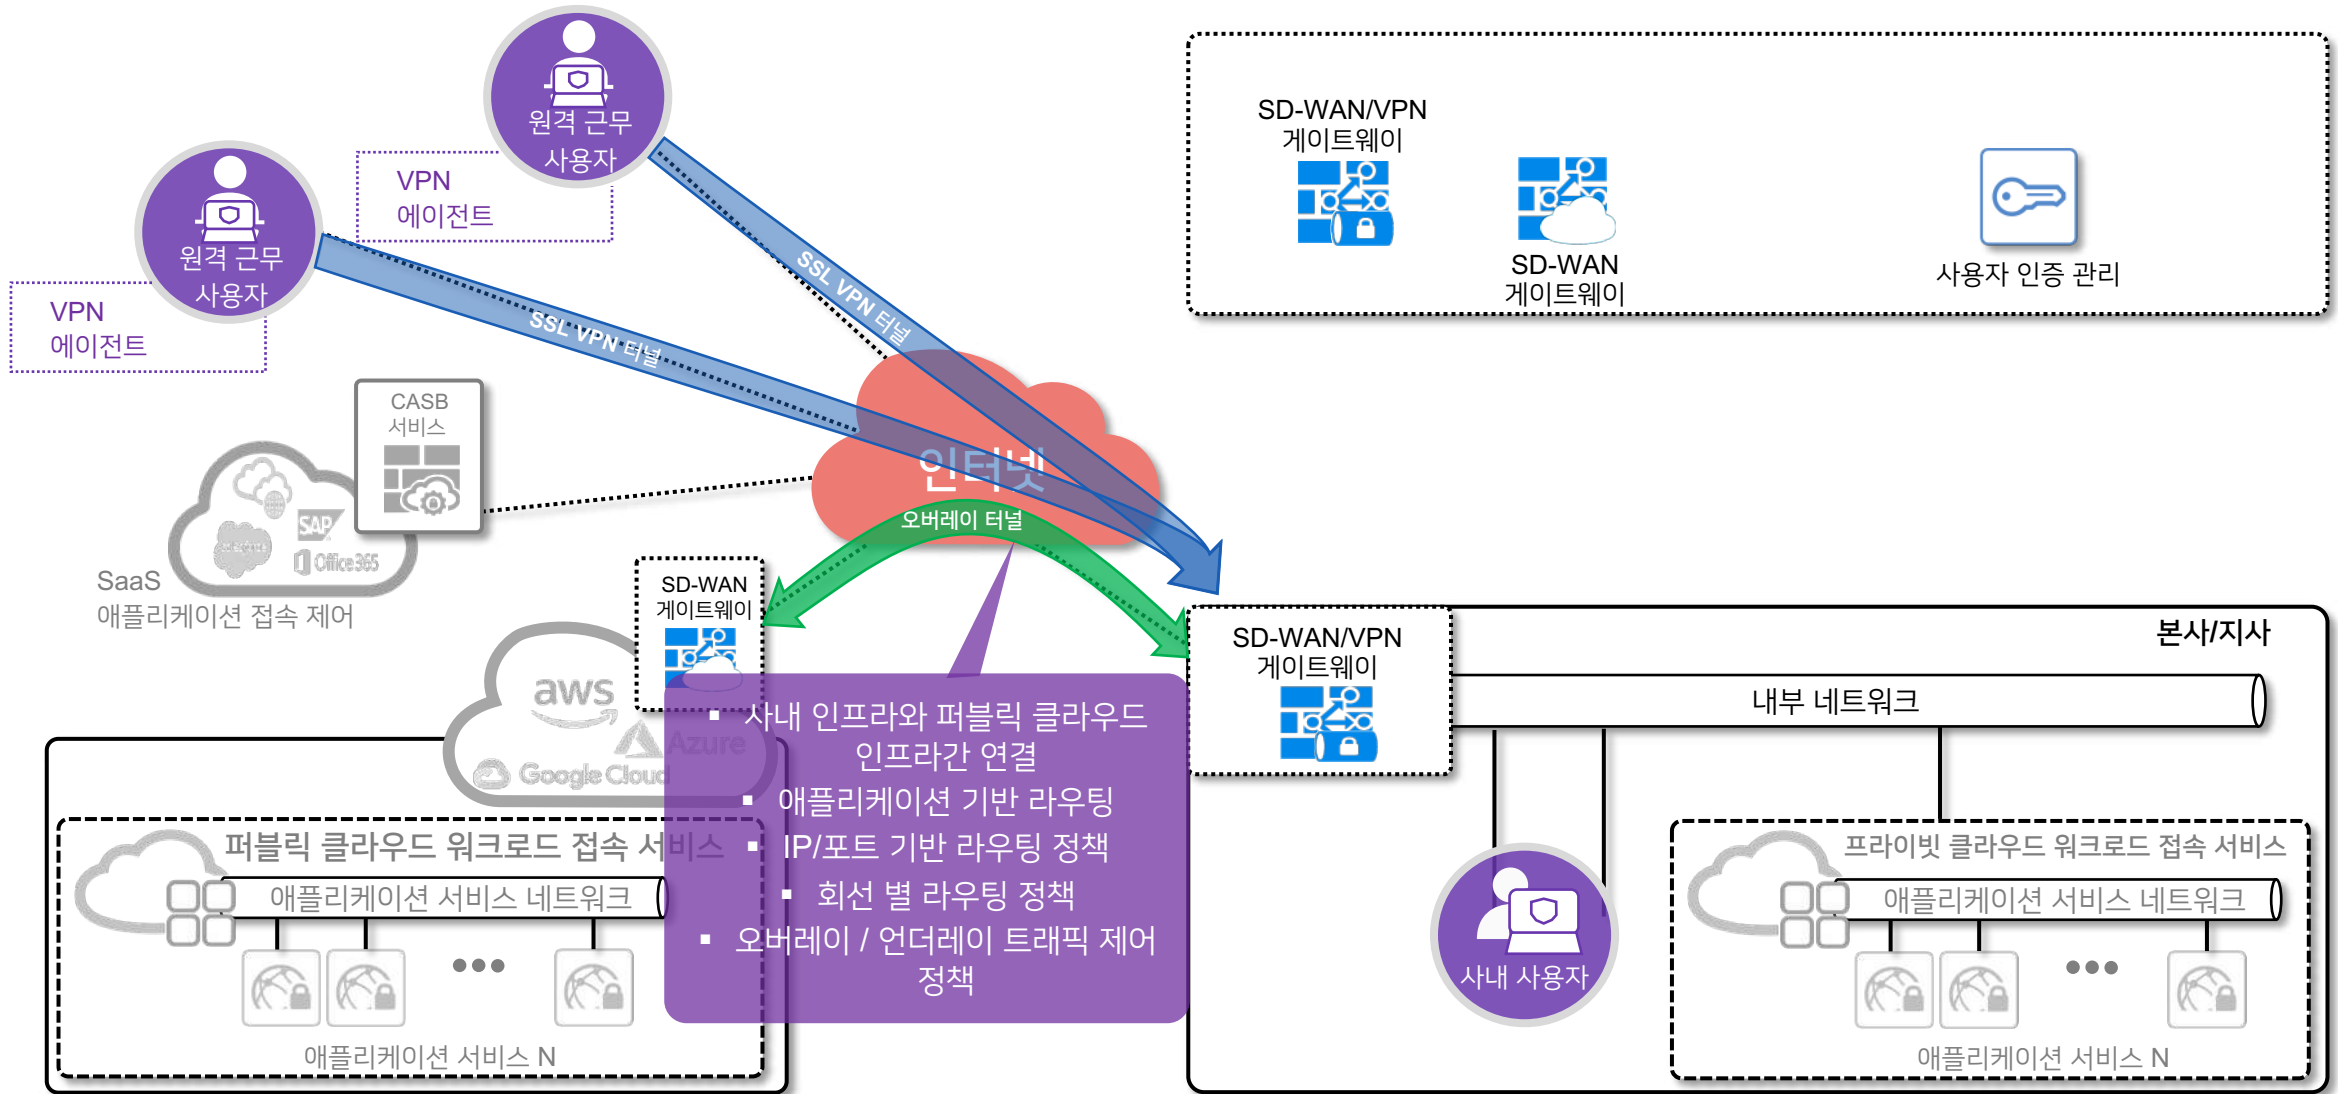 원격 근무
사용자
VPN
에이전트
원격 근무
사용자
VPN
에이전트
SSL VPN 터널
SSL VPN 터널
SD-WAN/VPN
게이트웨이
SD-WAN
게이트웨이
사용자 인증 관리
CASB
서비스
SAP
salesforce
Office 365
SaaS
애플리케이션 접속 제어
인터넷
오버레이 터널
SD-WAN
게이트웨이
aws
Azure
Google Cloud
▪ 사내 인프라와 퍼블릭 클라우드
인프라간 연결
▪ 애플리케이션 기반 라우팅
▪ IP/포트 기반 라우팅 정책
▪ 회선 별 라우팅 정책
▪ 오버레이 / 언더레이 트래픽 제어
정책
퍼블릭 클라우드 워크로드 접속 서비스
애플리케이션 서비스 네트워크
애플리케이션 서비스 N
SD-WAN/VPN
게이트웨이
본사/지사
내부 네트워크
사내 사용자
프라이빗 클라우드 워크로드 접속 서비스
애플리케이션 서비스 네트워크
애플리케이션 서비스 N